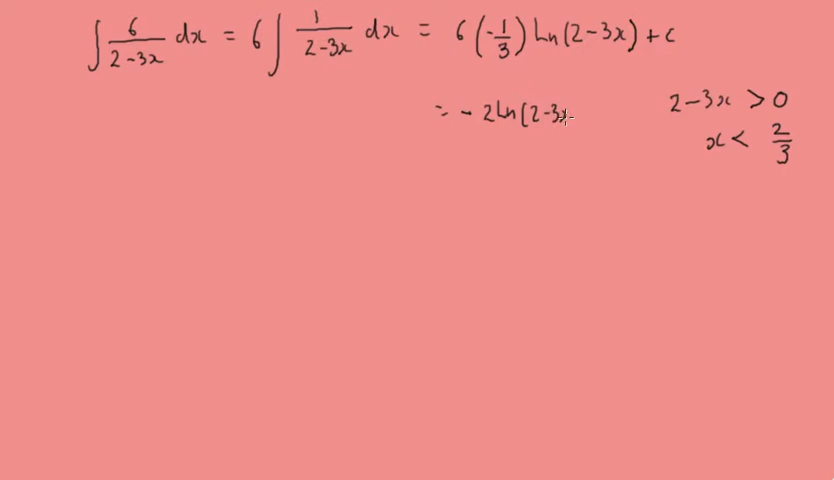 ∫ 6/(2-3x) dx = 6 ∫ 1/(2-3x) dx = 6(-1/3) Ln(2-3x) + c
= -2Ln(2-3x
2-3x > 0
x < 2/3